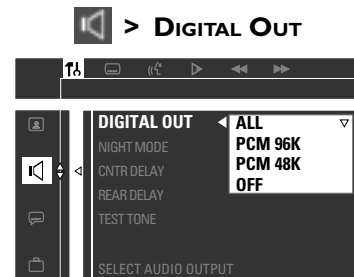 > DIGITAL OUT
DIGITAL OUT
ALL
PCM 96K
PCM 48K
OFF
NIGHT MODE
CNTR DELAY
REAR DELAY
TEST TONE
SELECT AUDIO OUTPUT